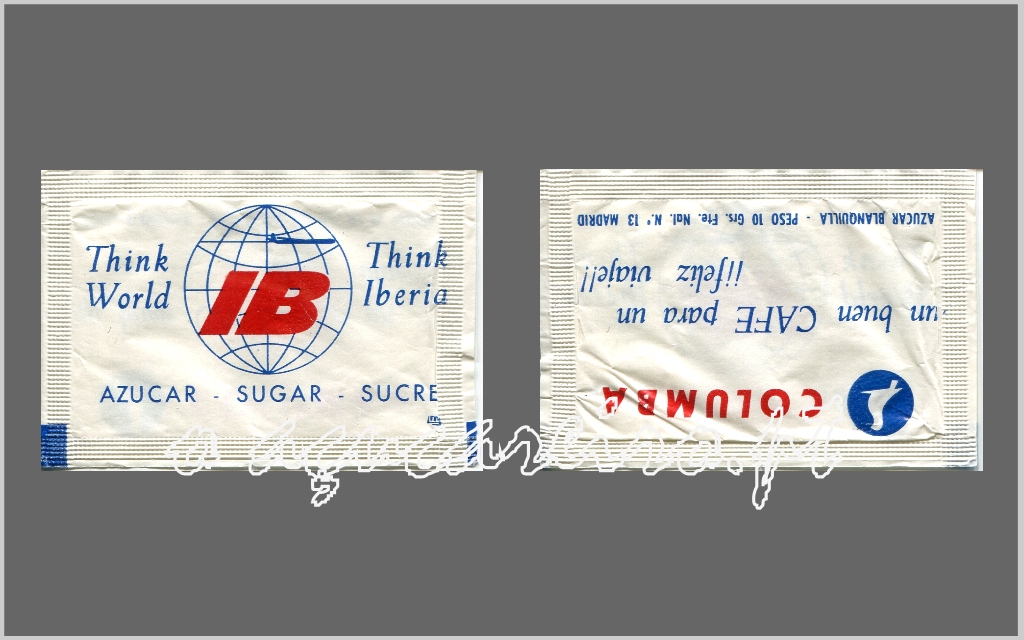 Think World
IB
Think Iberia
AZUCAR - SUGAR - SUCRE
COLUMBA
un buen CAFE para un
¡¡feliz viaje!!
AZUCAR BLANQUILLA - PESO 10 Grs. Fte. Nal. N.º 13 MADRID